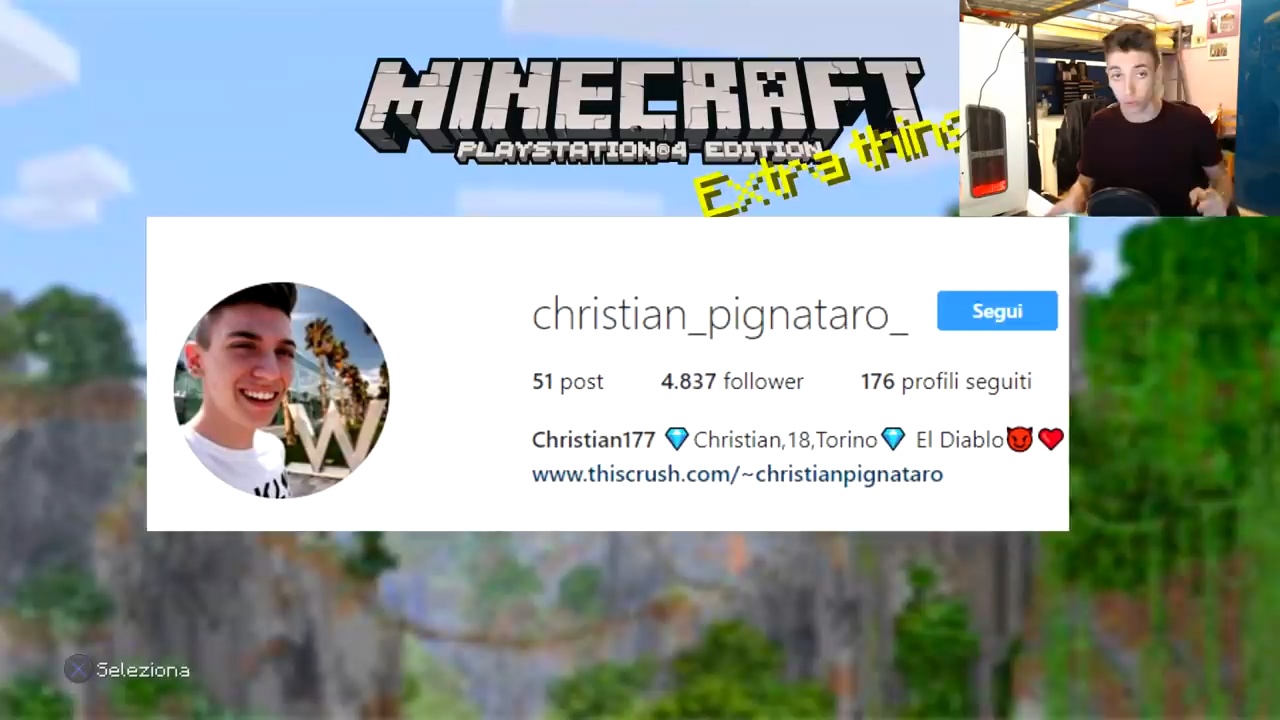 MINECRAFT
PLAYSTATION®4 EDITION
Extra thing
christian_pignataro_
Segui
51 post 4.837 follower 176 profili seguiti
Christian177 💎Christian,18,Torino💎 El Diablo😈❤️
www.thiscrush.com/~christianpignataro
W
Seleziona